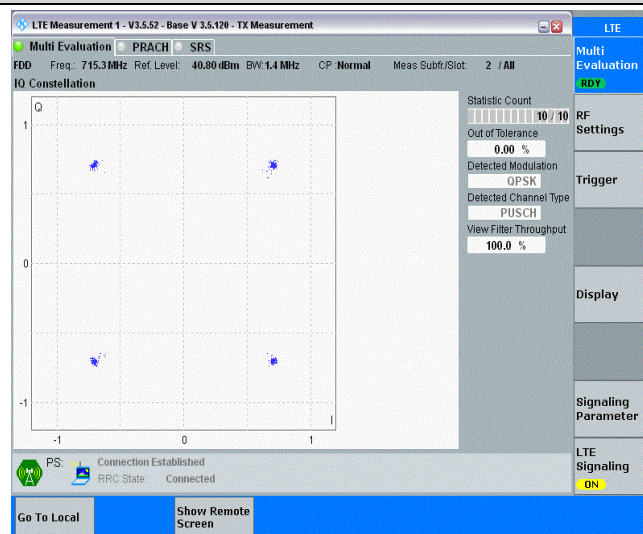 LTE Measurement 1 - V3.5.52 - Base V 3.5.120 - TX Measurement
LTE
Multi Evaluation PRACH SRS
FDD Freq.: 715.3 MHz Ref. Level: 40.80 dBm BW: 1.4 MHz CP : Normal Meas Subfr./Slot: 2 / All
IQ Constellation
Q
1
0
-1
-1 0 1
I
Statistic Count
10 / 10
Out of Tolerance
0.00 %
Detected Modulation
QPSK
Detected Channel Type
PUSCH
View Filter Throughput
100.0 %
Multi
Evaluation
RDY
RF
Settings
Trigger
Display
Signaling
Parameter
LTE
Signaling
ON
PS: Connection Established
RRC State: Connected
Go To Local
Show Remote
Screen